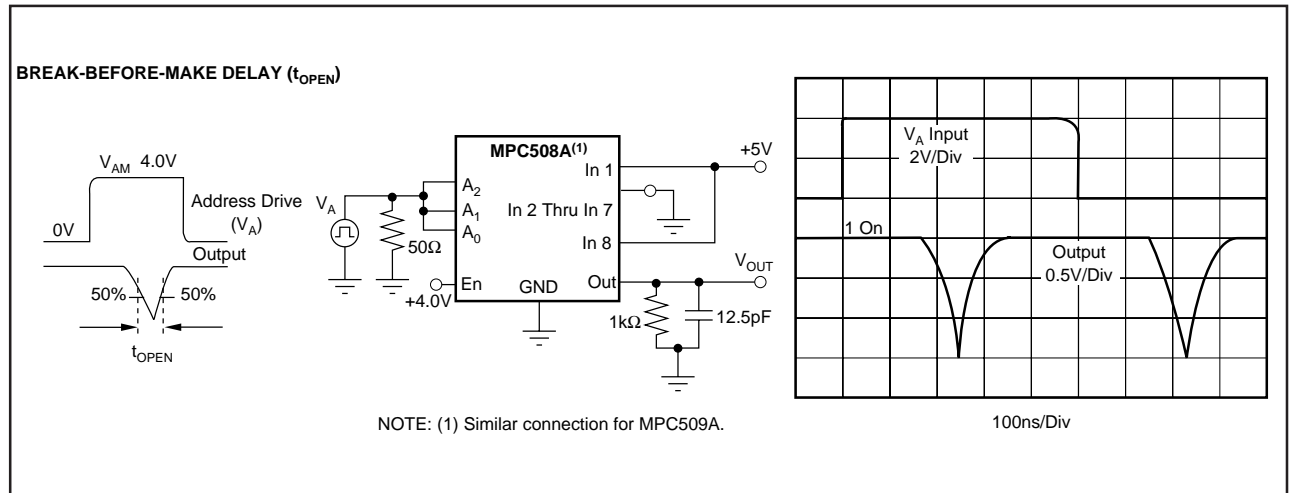 BREAK-BEFORE-MAKE DELAY (tOPEN)
VAM 4.0V
0V
Address Drive
(VA)
Output
50%
50%
tOPEN
VA
50Ω
+4.0V
MPC508A(1)
A2
A1
A0
En
GND
In 1
In 2 Thru In 7
In 8
Out
+5V
VOUT
1kΩ
12.5pF
NOTE: (1) Similar connection for MPC509A.
VA Input
2V/Div
1 On
Output
0.5V/Div
100ns/Div